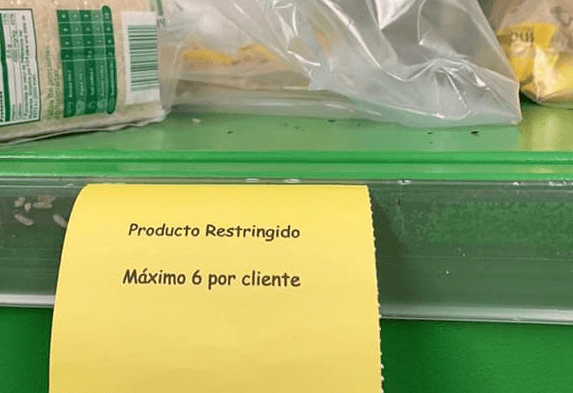 Producto Restringido
Máximo 6 por cliente